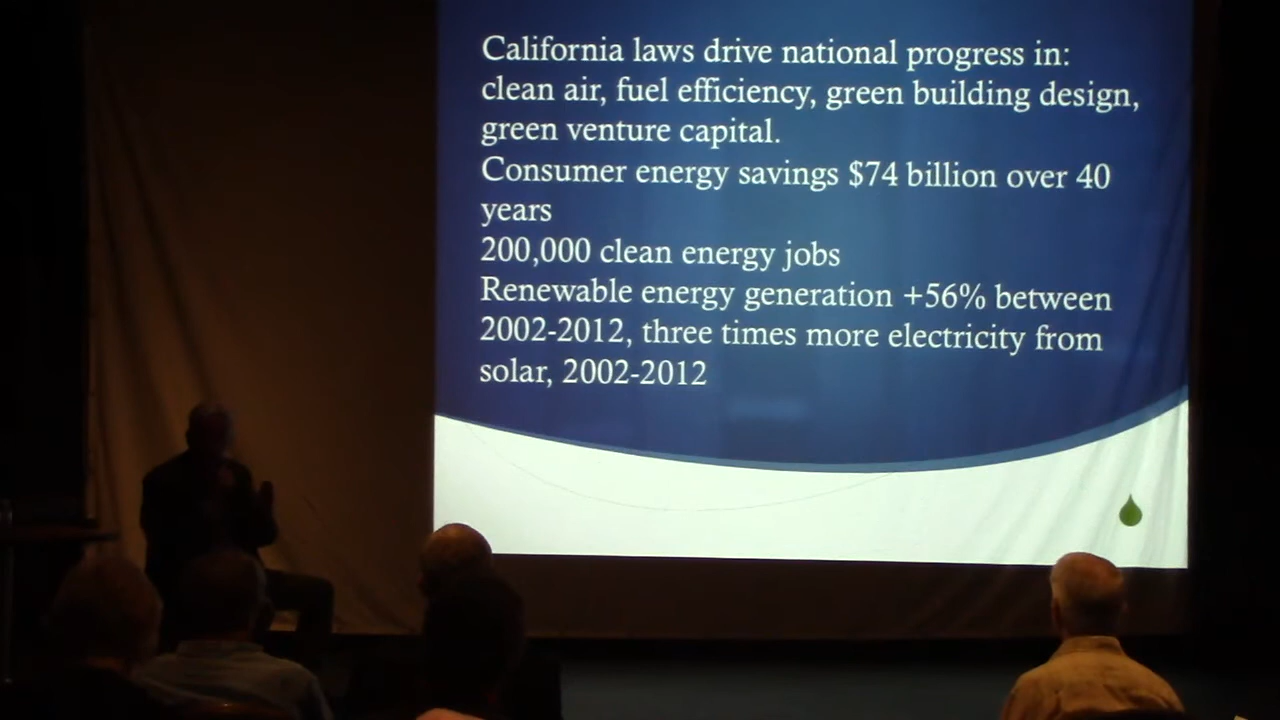 California laws drive national progress in:
clean air, fuel efficiency, green building design,
green venture capital.
Consumer energy savings $74 billion over 40
years
200,000 clean energy jobs
Renewable energy generation +56% between
2002-2012, three times more electricity from
solar, 2002-2012